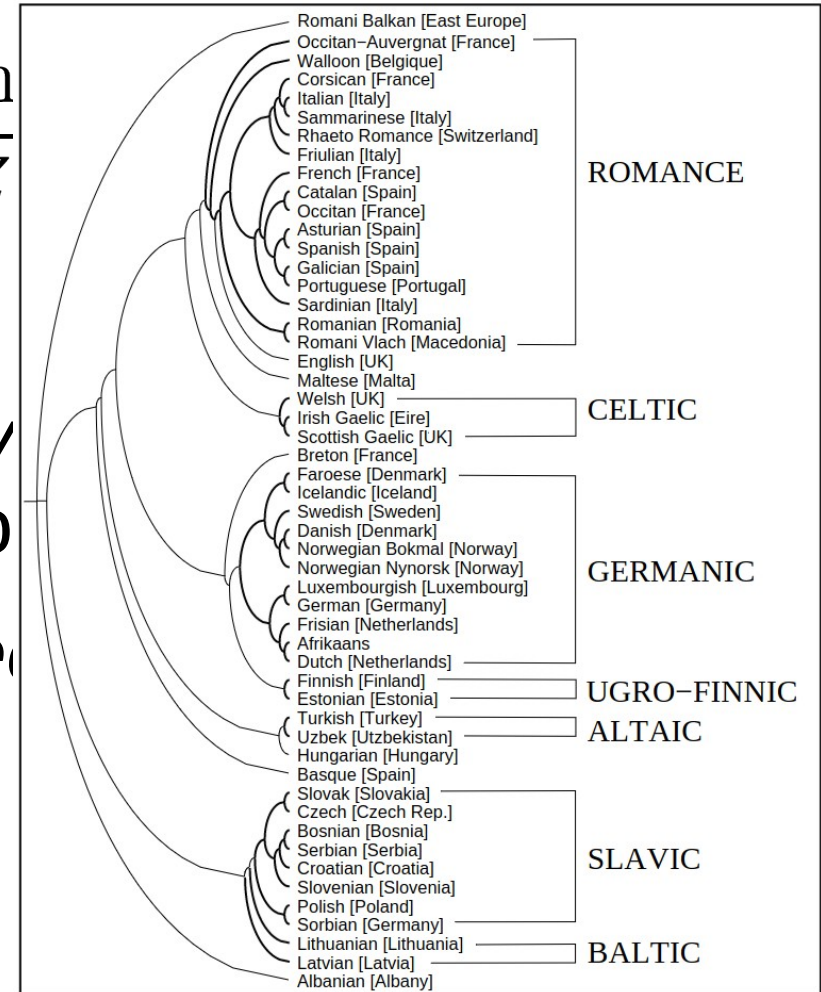 Romani Balkan [East Europe]
Occitan−Auvergnat [France]
Walloon [Belgique]
Corsican [France]
Italian [Italy]
Sammarinese [Italy]
Rhaeto Romance [Switzerland]
Friulian [Italy]
French [France]
Catalan [Spain]
Occitan [France]
Asturian [Spain]
Spanish [Spain]
Galician [Spain]
Portuguese [Portugal]
Sardinian [Italy]
Romanian [Romania]
Romani Vlach [Macedonia]
ROMANCE
English [UK]
Maltese [Malta]
Welsh [UK]
Irish Gaelic [Eire]
Scottish Gaelic [UK]
CELTIC
Breton [France]
Faroese [Denmark]
Icelandic [Iceland]
Swedish [Sweden]
Danish [Denmark]
Norwegian Bokmal [Norway]
Norwegian Nynorsk [Norway]
Luxembourgish [Luxembourg]
German [Germany]
Frisian [Netherlands]
Afrikaans
Dutch [Netherlands]
GERMANIC
Finnish [Finland]
Estonian [Estonia]
UGRO−FINNIC
Turkish [Turkey]
Uzbek [Utzbekistan]
ALTAIC
Hungarian [Hungary]
Basque [Spain]
Slovak [Slovakia]
Czech [Czech Rep.]
Bosnian [Bosnia]
Serbian [Serbia]
Croatian [Croatia]
Slovenian [Slovenia]
Polish [Poland]
Sorbian [Germany]
SLAVIC
Lithuanian [Lithuania]
Latvian [Latvia]
BALTIC
Albanian [Albany]